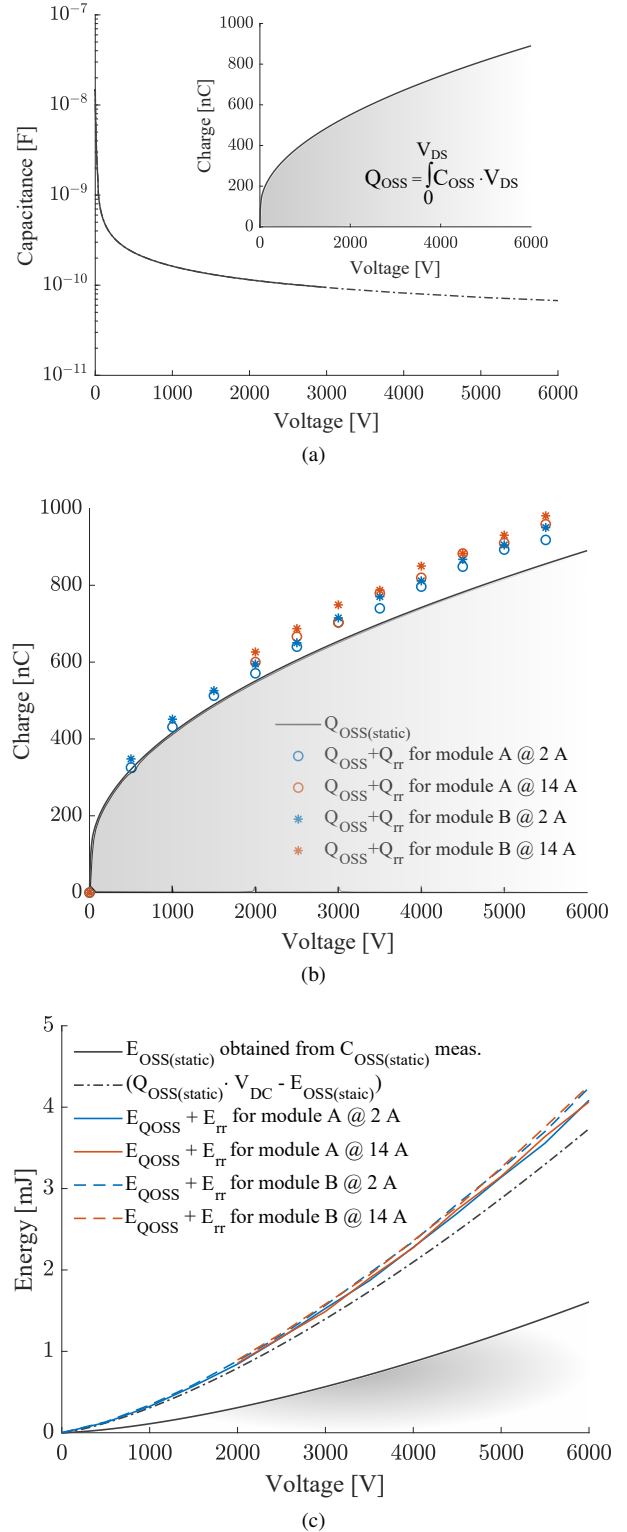 10⁻⁷
10⁻⁸
10⁻⁹
10⁻¹⁰
10⁻¹¹
Capacitance [F]
0 1000 2000 3000 4000 5000 6000
Voltage [V]
1000
800
600
400
200
0
Charge [nC]
V_DS
Q_OSS = ∫ C_OSS · V_DS
0
0 2000 4000 6000
Voltage [V]
(a)
1000
800
600
400
200
0
Charge [nC]
Q_OSS(static)
Q_OSS+Q_rr for module A @ 2 A
Q_OSS+Q_rr for module A @ 14 A
Q_OSS+Q_rr for module B @ 2 A
Q_OSS+Q_rr for module B @ 14 A
0 1000 2000 3000 4000 5000 6000
Voltage [V]
(b)
5
4
3
2
1
0
Energy [mJ]
E_OSS(static) obtained from C_OSS(static) meas.
(Q_OSS(static) · V_DC - E_OSS(staic))
E_QOSS + E_rr for module A @ 2 A
E_QOSS + E_rr for module A @ 14 A
E_QOSS + E_rr for module B @ 2 A
E_QOSS + E_rr for module B @ 14 A
0 1000 2000 3000 4000 5000 6000
Voltage [V]
(c)